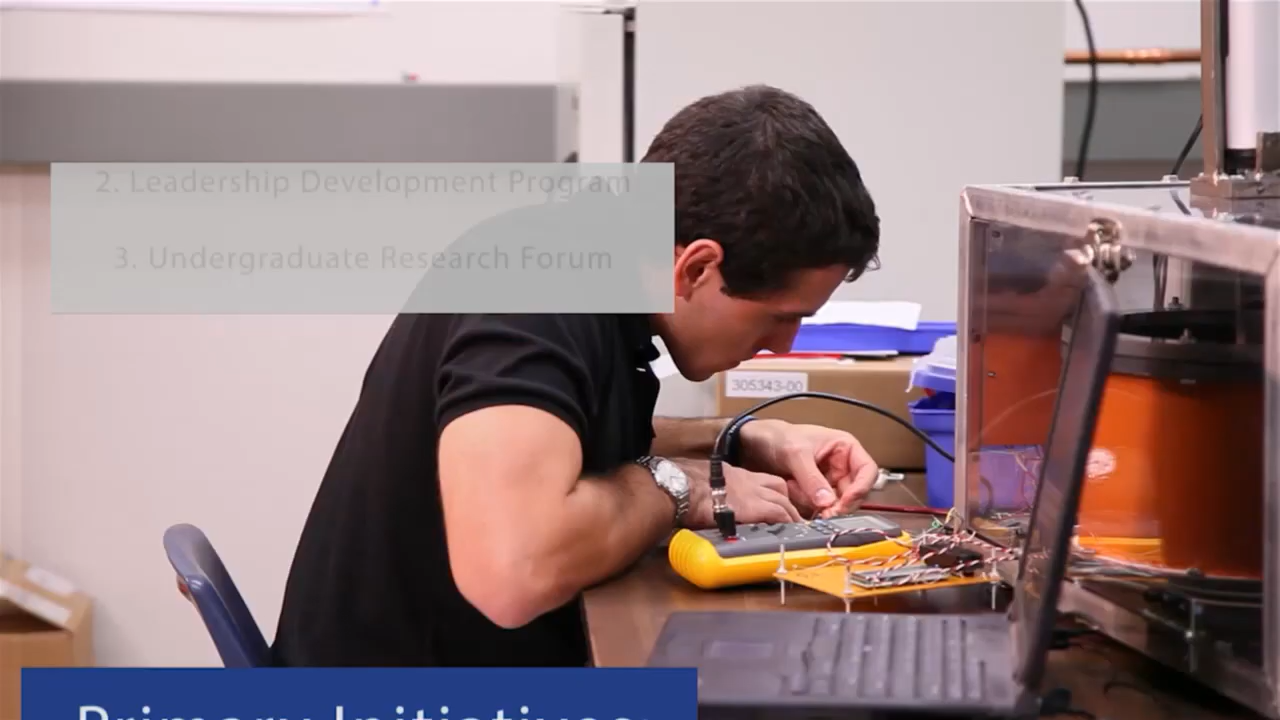 2. Leadership Development Program
3. Undergraduate Research Forum
305343-00
Primary Initiatives: